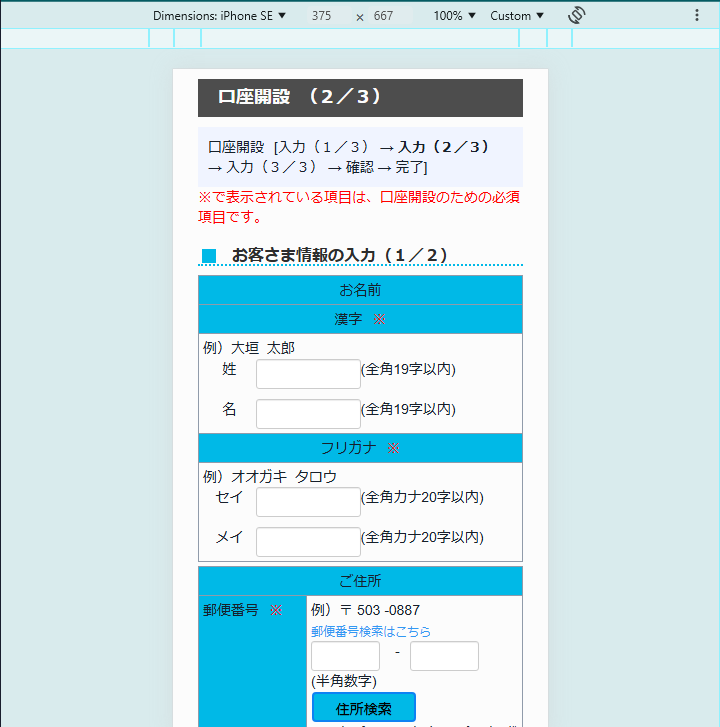 Dimensions: iPhone SE ▼ 375 × 667 100% ▼ Custom ▼
口座開設 （２／３）
口座開設 [入力（１／３） → 入力（２／３）
→ 入力（３／３） → 確認 → 完了]
※で表示されている項目は、口座開設のための必須
項目です。
お客さま情報の入力（１／２）
お名前
漢字 ※
例）大垣 太郎
姓 (全角19字以内)
名 (全角19字以内)
フリガナ ※
例）オオガキ タロウ
セイ (全角カナ20字以内)
メイ (全角カナ20字以内)
ご住所
郵便番号 ※ 例）〒 503 -0887
郵便番号検索はこちら
-
(半角数字)
住所検索